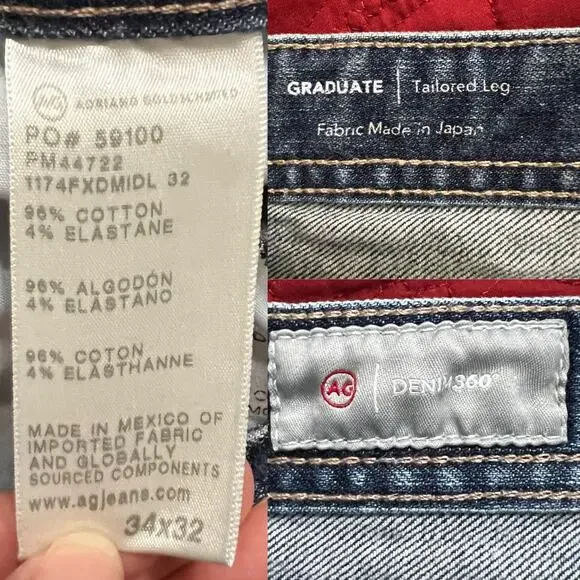 AG ADRIANO GOLDSCHMIED
PO# 59100
PM44722
1174FXDMIDL 32
96% COTTON
4% ELASTANE
96% ALGODÓN
4% ELASTANO
96% COTON
4% ELASTHANNE
MADE IN MEXICO OF
IMPORTED FABRIC
AND GLOBALLY
SOURCED COMPONENTS
www.agjeans.com
34x32
GRADUATE | Tailored Leg
Fabric Made in Japan
AG | DENIM360°